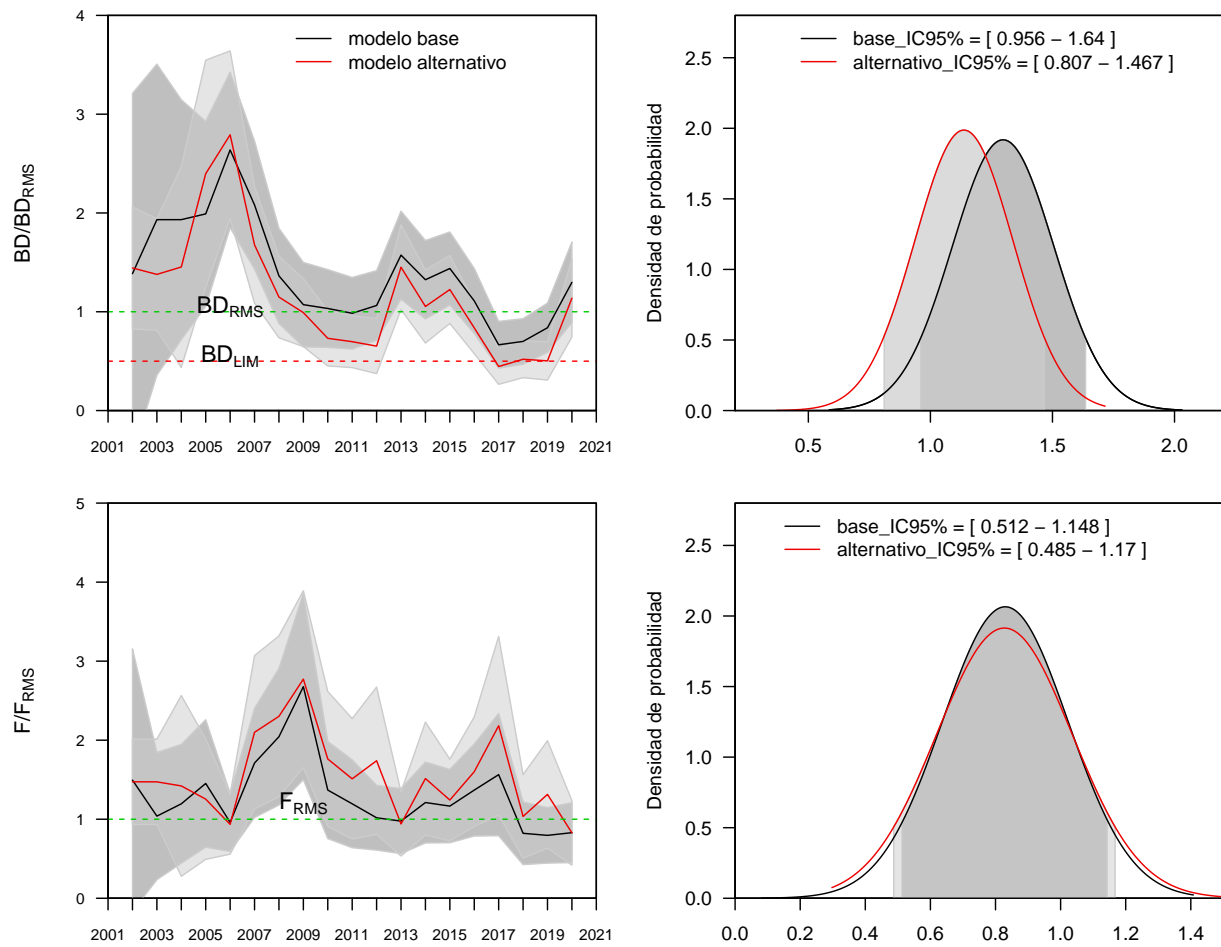 modelo base
modelo alternativo
BD/BD_RMS
4
3
2
1
0
BD_RMS
BD_LIM
2001 2003 2005 2007 2009 2011 2013 2015 2017 2019 2021
base_IC95% = [ 0.956 − 1.64 ]
alternativo_IC95% = [ 0.807 − 1.467 ]
Densidad de probabilidad
2.5
2.0
1.5
1.0
0.5
0.0
0.5 1.0 1.5 2.0
F/F_RMS
5
4
3
2
1
0
F_RMS
2001 2003 2005 2007 2009 2011 2013 2015 2017 2019 2021
base_IC95% = [ 0.512 − 1.148 ]
alternativo_IC95% = [ 0.485 − 1.17 ]
Densidad de probabilidad
2.5
2.0
1.5
1.0
0.5
0.0
0.0 0.2 0.4 0.6 0.8 1.0 1.2 1.4